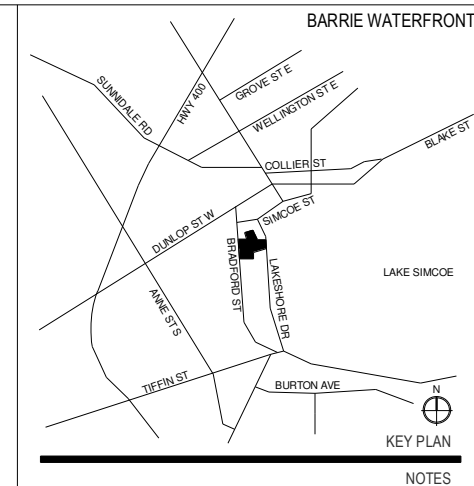 BARRIE WATERFRONT
SUNNIDALE RD
HWY 400
GROVE ST E
WELLINGTON ST E
BLAKE ST
COLLIER ST
SIMCOE ST
DUNLOP ST W
BRADFORD ST
LAKESHORE DR
LAKE SIMCOE
ANNE ST S
TIFFIN ST
BURTON AVE
N
KEY PLAN
NOTES